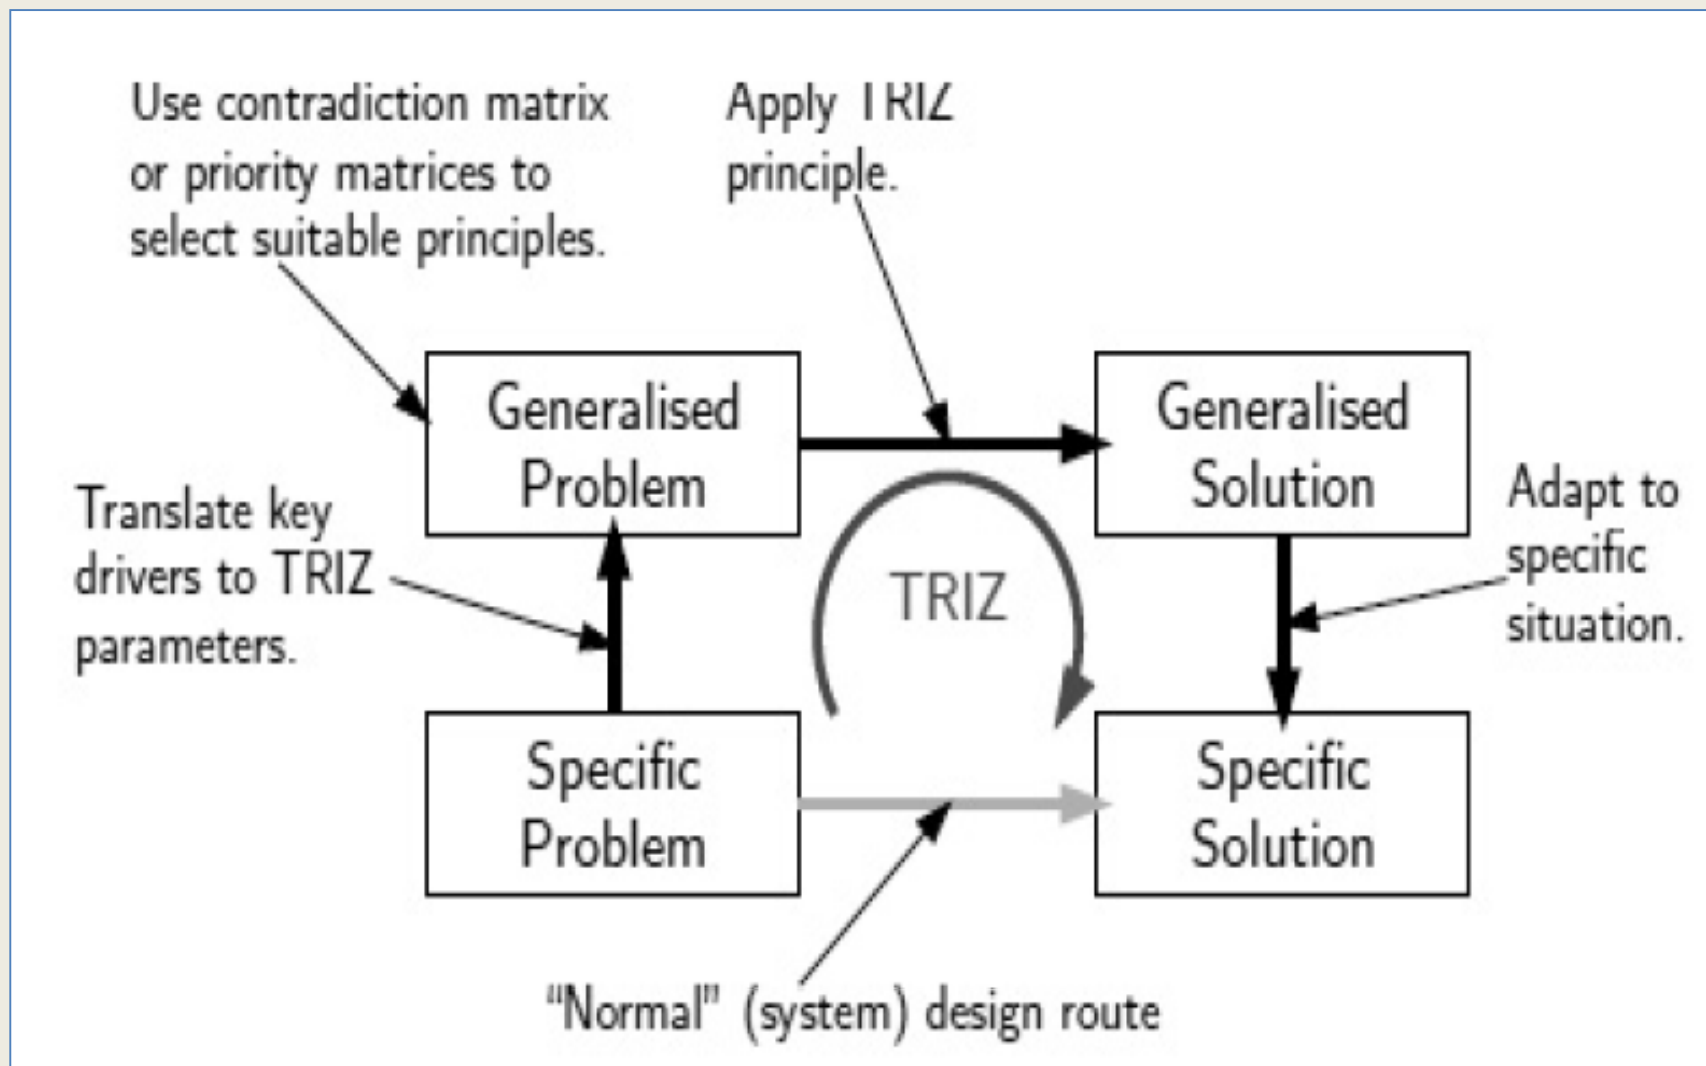 Use contradiction matrix
or priority matrices to
select suitable principles.
Apply TRIZ
principle.
Generalised
Problem
Generalised
Solution
Translate key
drivers to TRIZ
parameters.
TRIZ
Adapt to
specific
situation.
Specific
Problem
Specific
Solution
“Normal” (system) design route